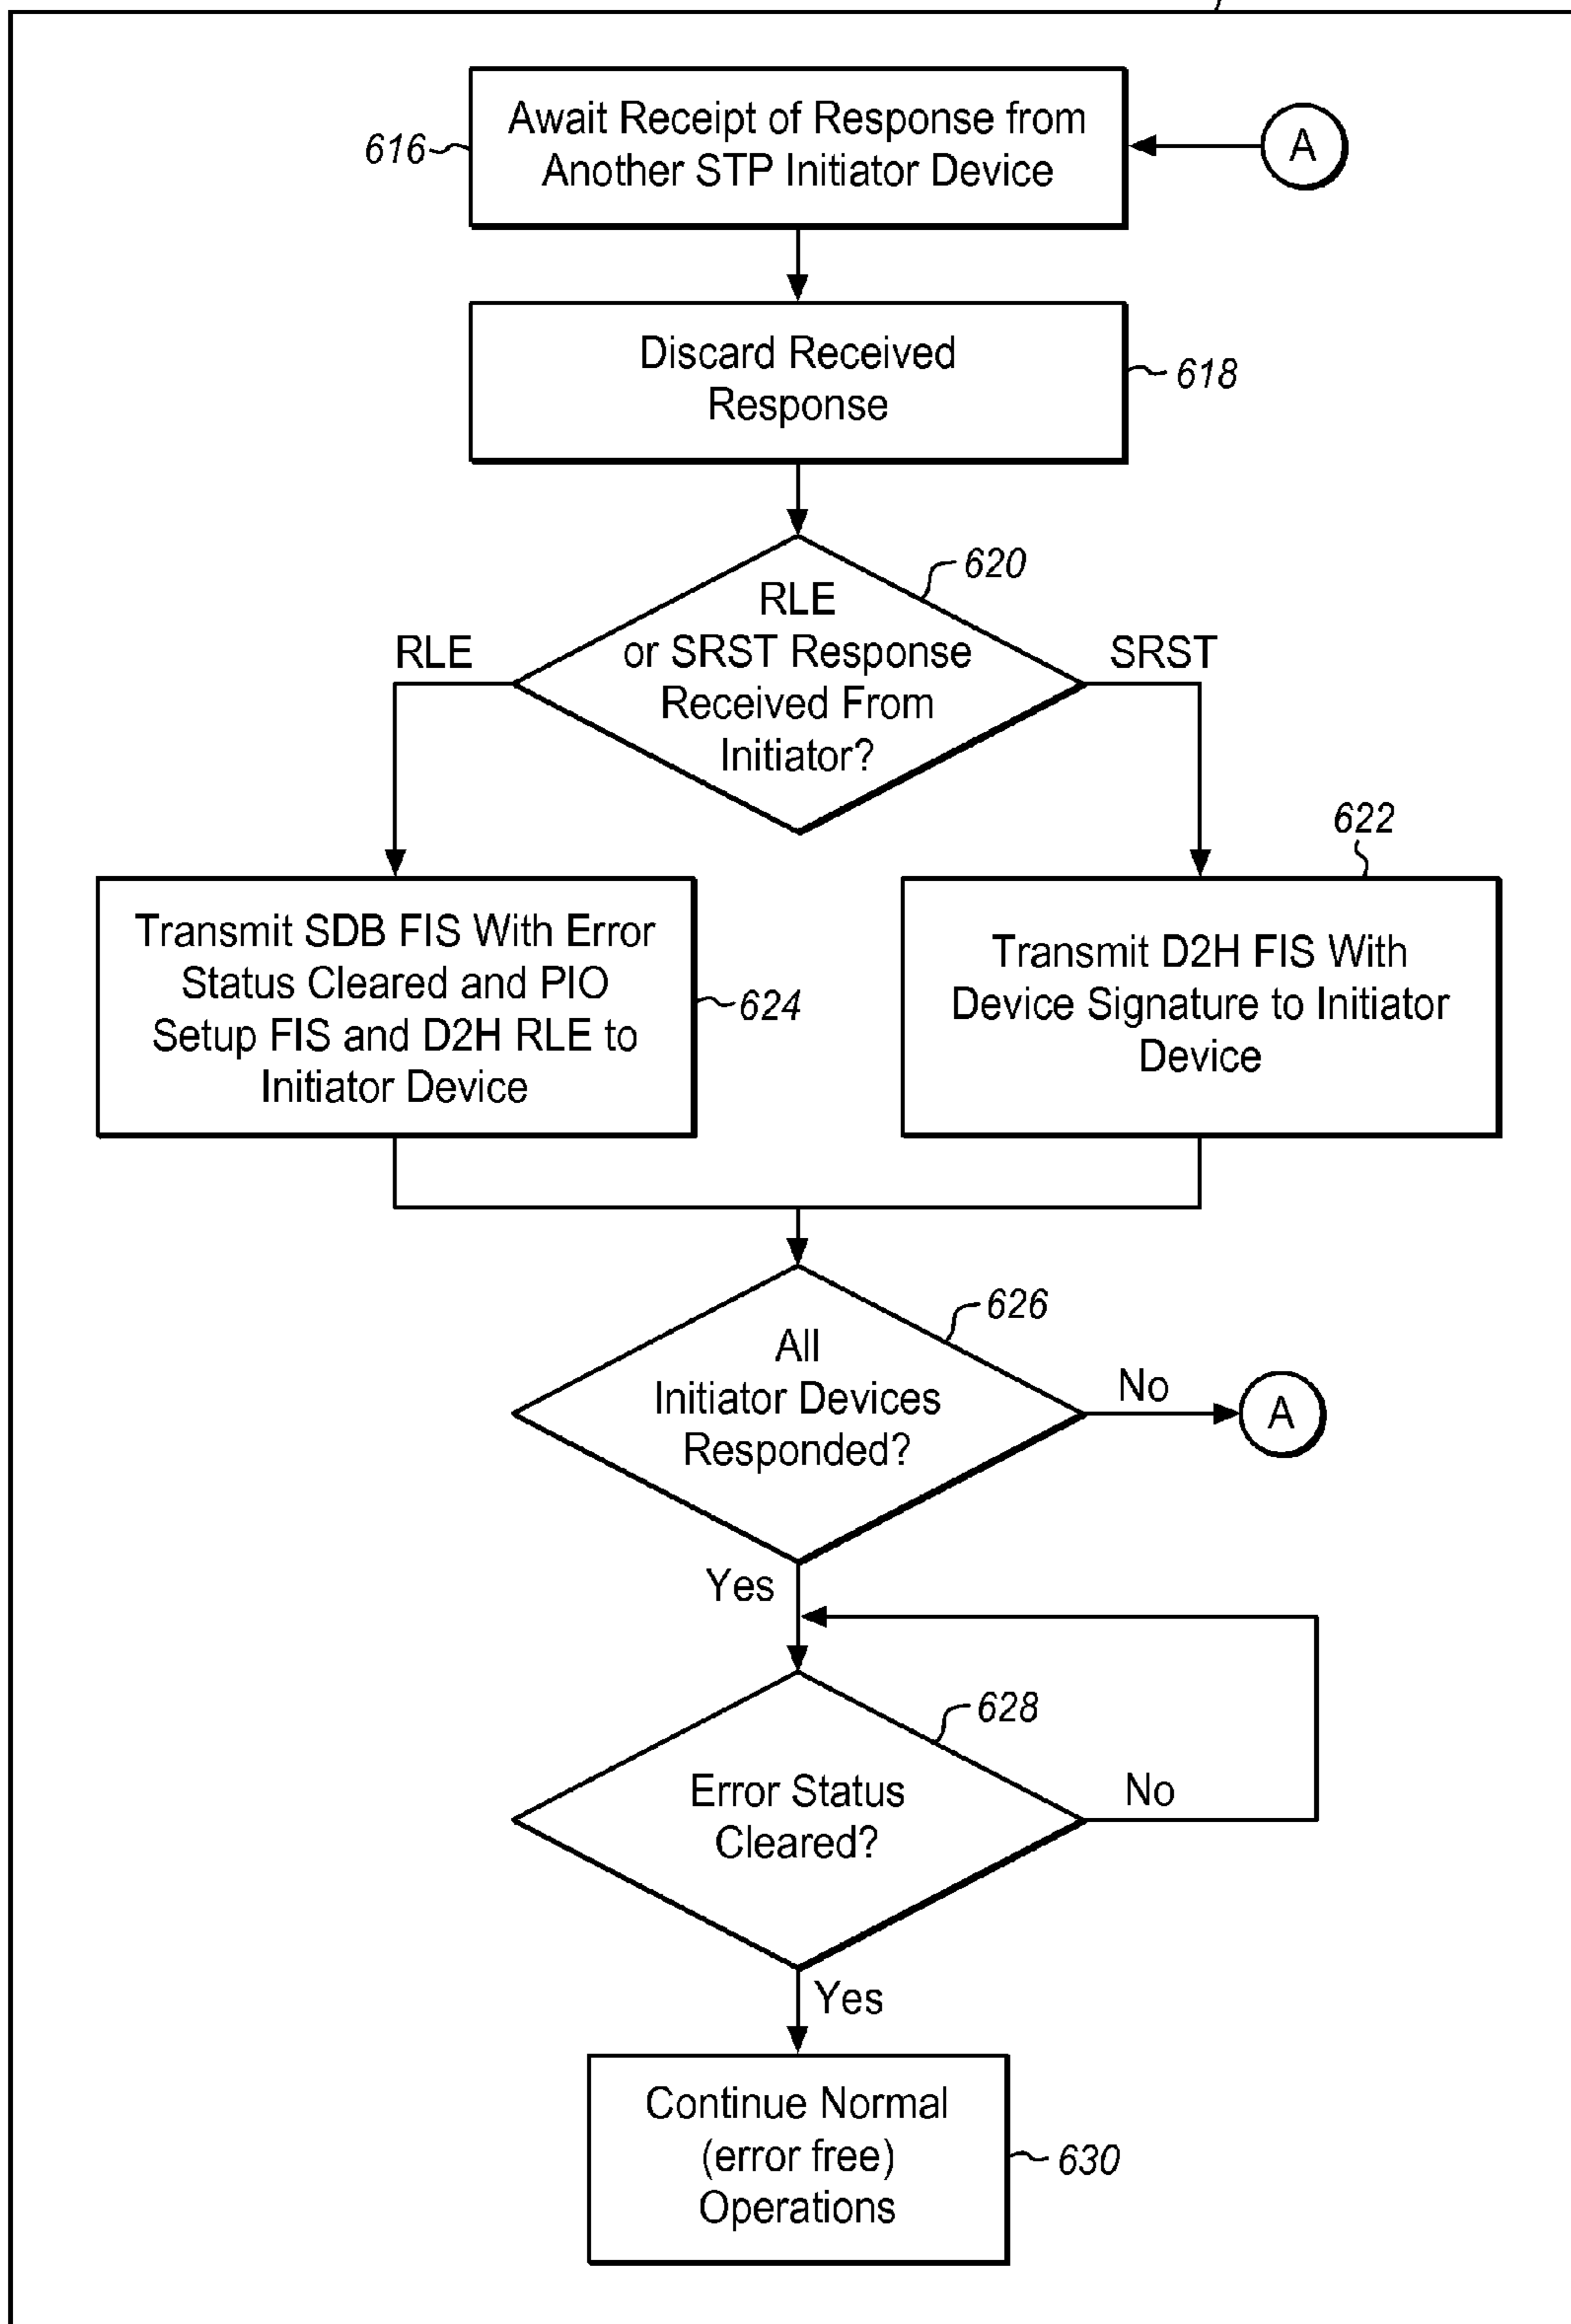 Await Receipt of Response from
Another STP Initiator Device
616
A
Discard Received
Response
618
620
RLE
or SRST Response
Received From
Initiator?
RLE
SRST
622
Transmit SDB FIS With Error
Status Cleared and PIO
Setup FIS and D2H RLE to
Initiator Device
624
Transmit D2H FIS With
Device Signature to Initiator
Device
626
All
Initiator Devices
Responded?
No
A
Yes
628
Error Status
Cleared?
No
Yes
Continue Normal
(error free)
Operations
630